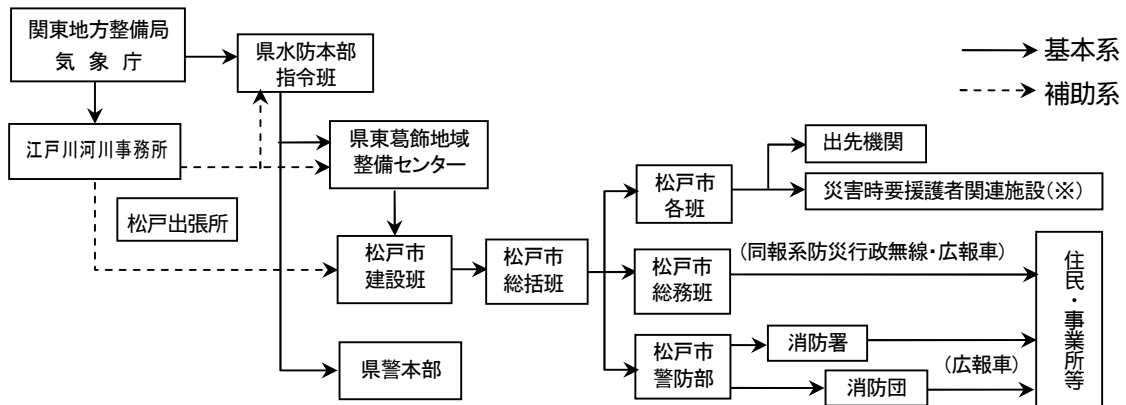 関東地方整備局
気 象 庁
県水防本部
指令班
基本系
補助系
江戸川河川事務所
県東葛飾地域
整備センター
出先機関
松戸市
各班
災害時要援護者関連施設(※)
松戸出張所
松戸市
建設班
松戸市
総括班
松戸市
総務班
(同報系防災行政無線・広報車)
住民・事業所等
県警本部
松戸市
警防部
消防署
(広報車)
消防団